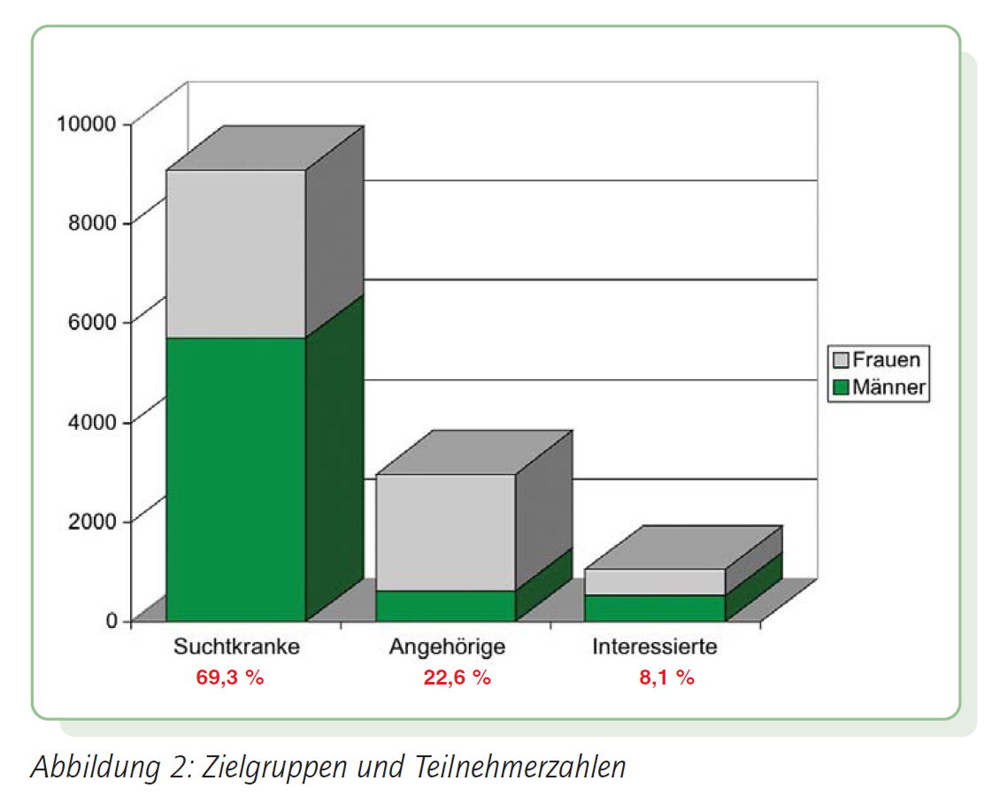 10000
8000
6000
4000
2000
0
Frauen
Männer
Suchtkranke Angehörige Interessierte
69,3 % 22,6 % 8,1 %
Abbildung 2: Zielgruppen und Teilnehmerzahlen